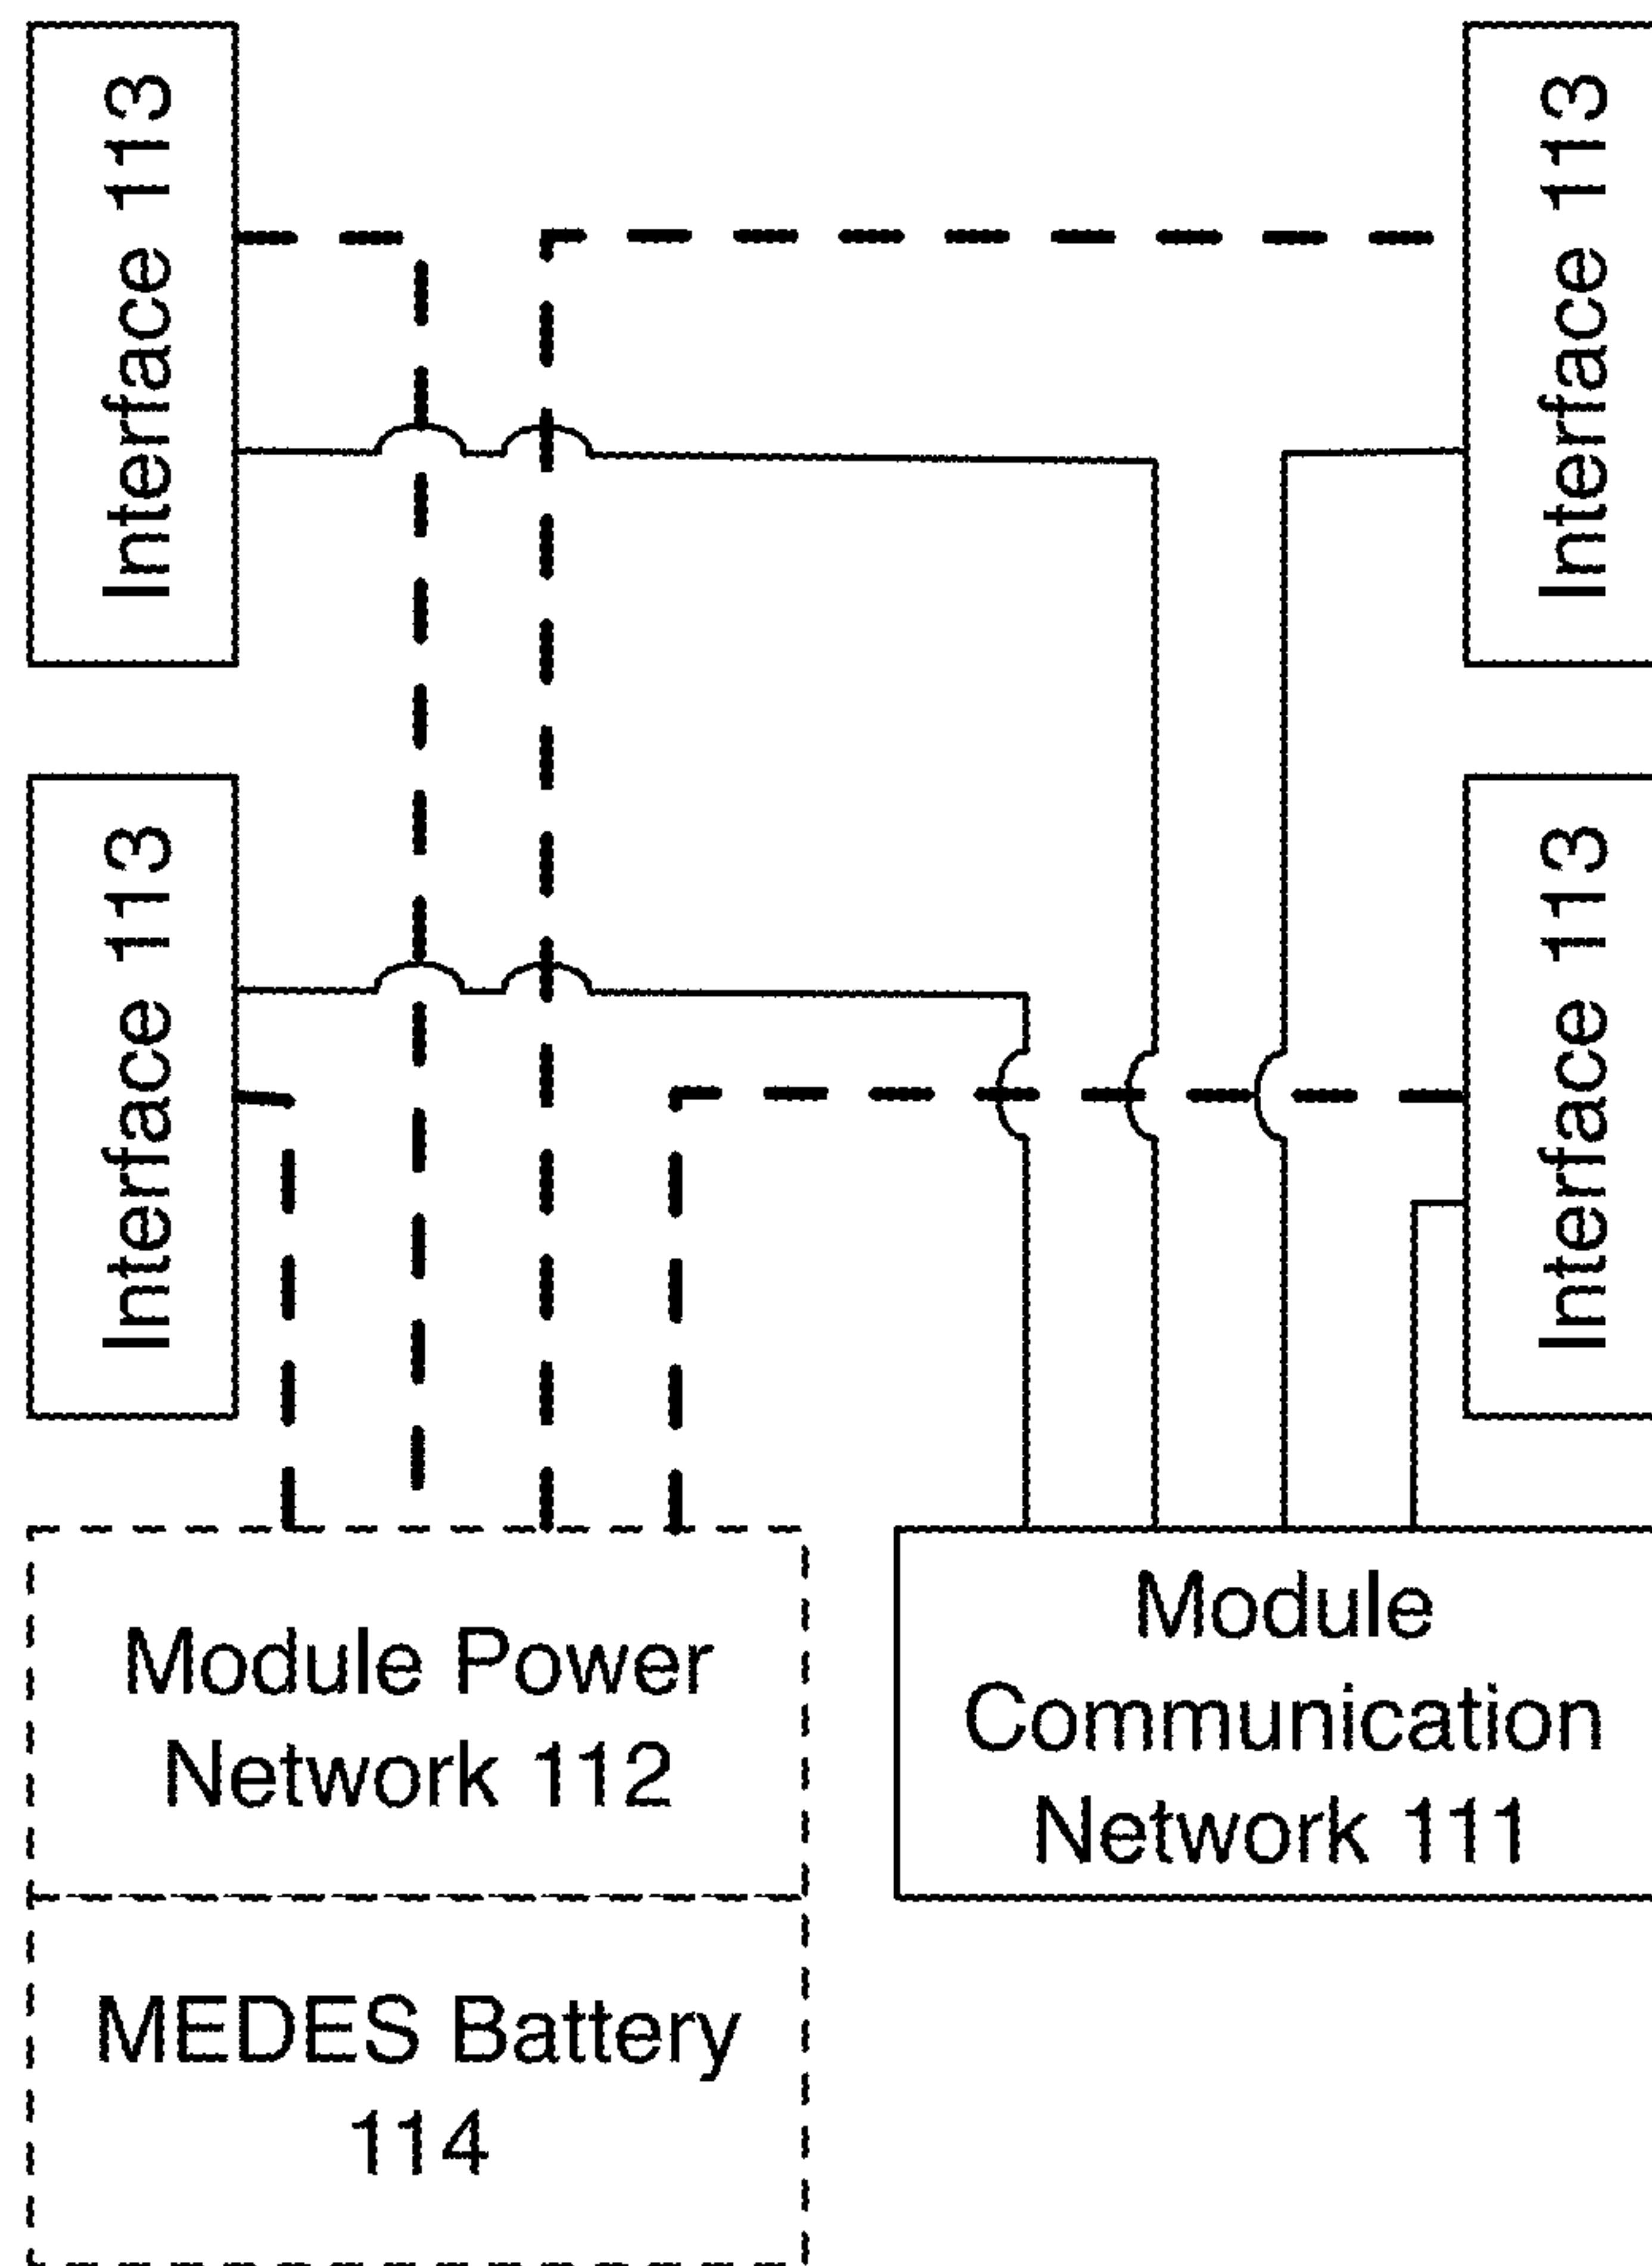 Interface 113
Interface 113
Interface 113
Interface 113
Module Power
Network 112
Module
Communication
Network 111
MEDES Battery
114